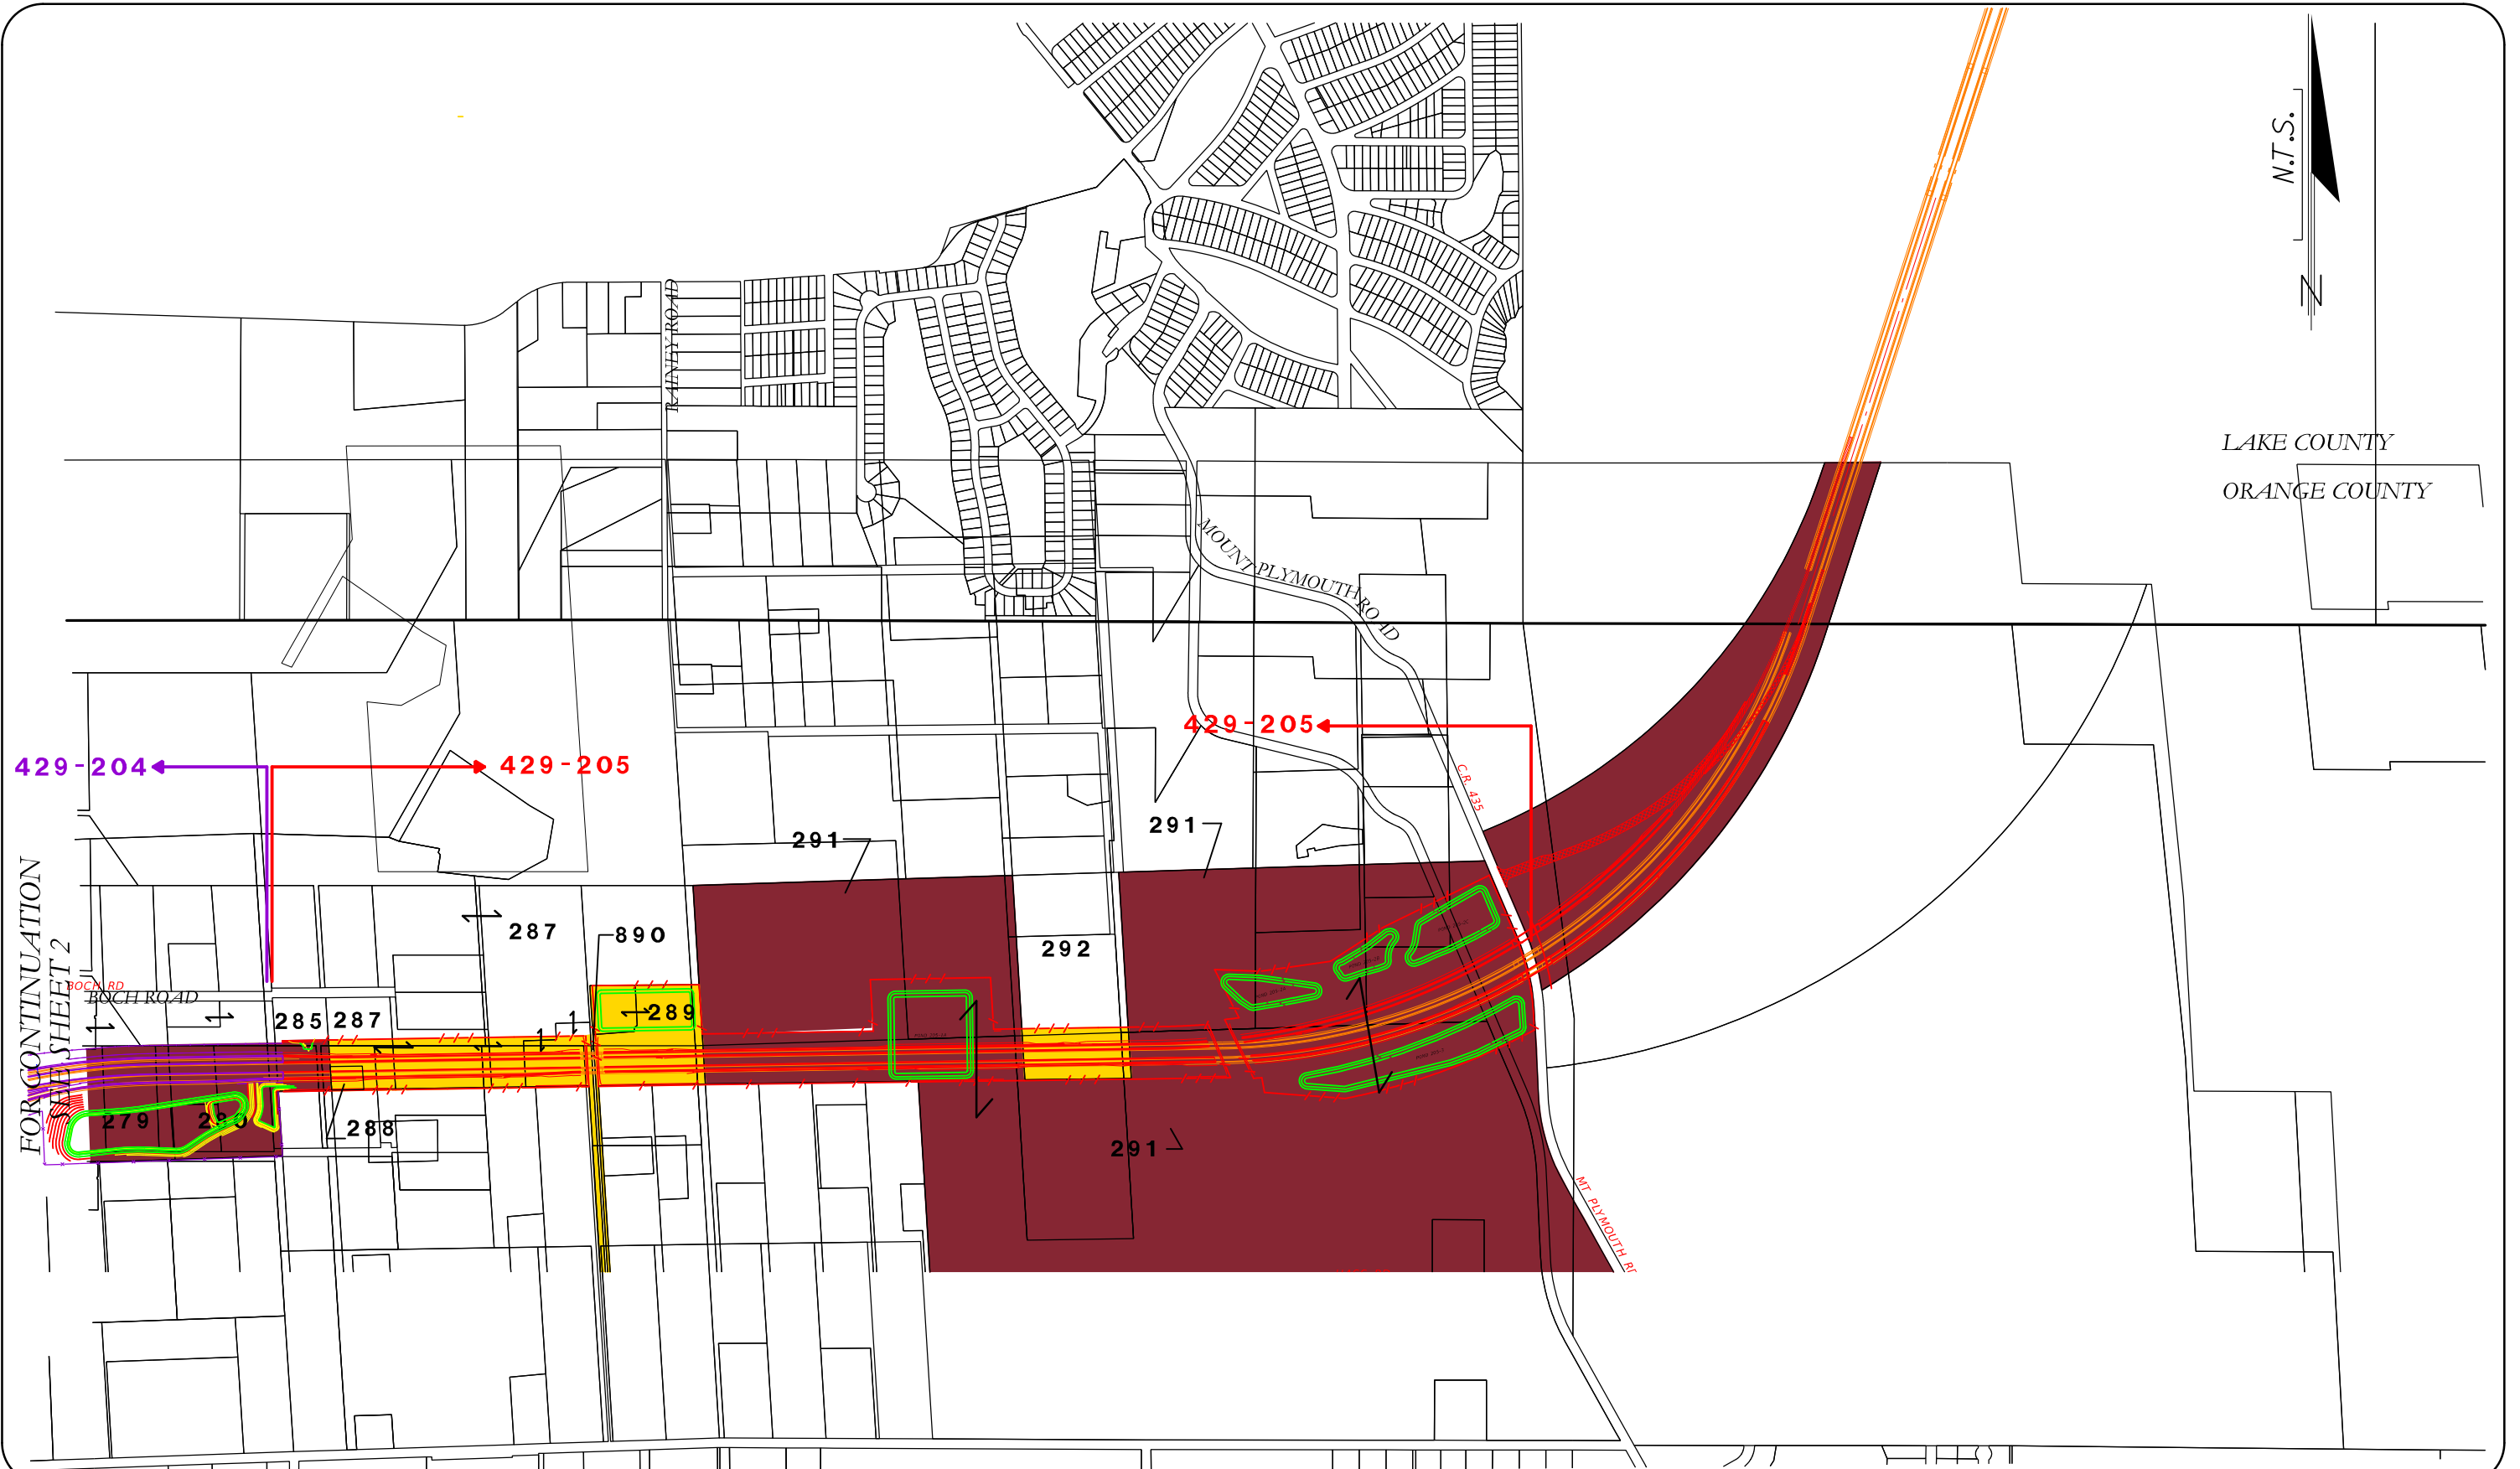 N.T.S.
N
RAINEY ROAD
LAKE COUNTY
ORANGE COUNTY
MOUNT PLYMOUTH ROAD
429-204
429-205
429-205
C.R. 435
291
291
287
890
292
FOR CONTINUATION
SEE SHEET 2
BOCH RD
BOCH ROAD
285
287
289
279
280
288
291
MT PLYMOUTH RD